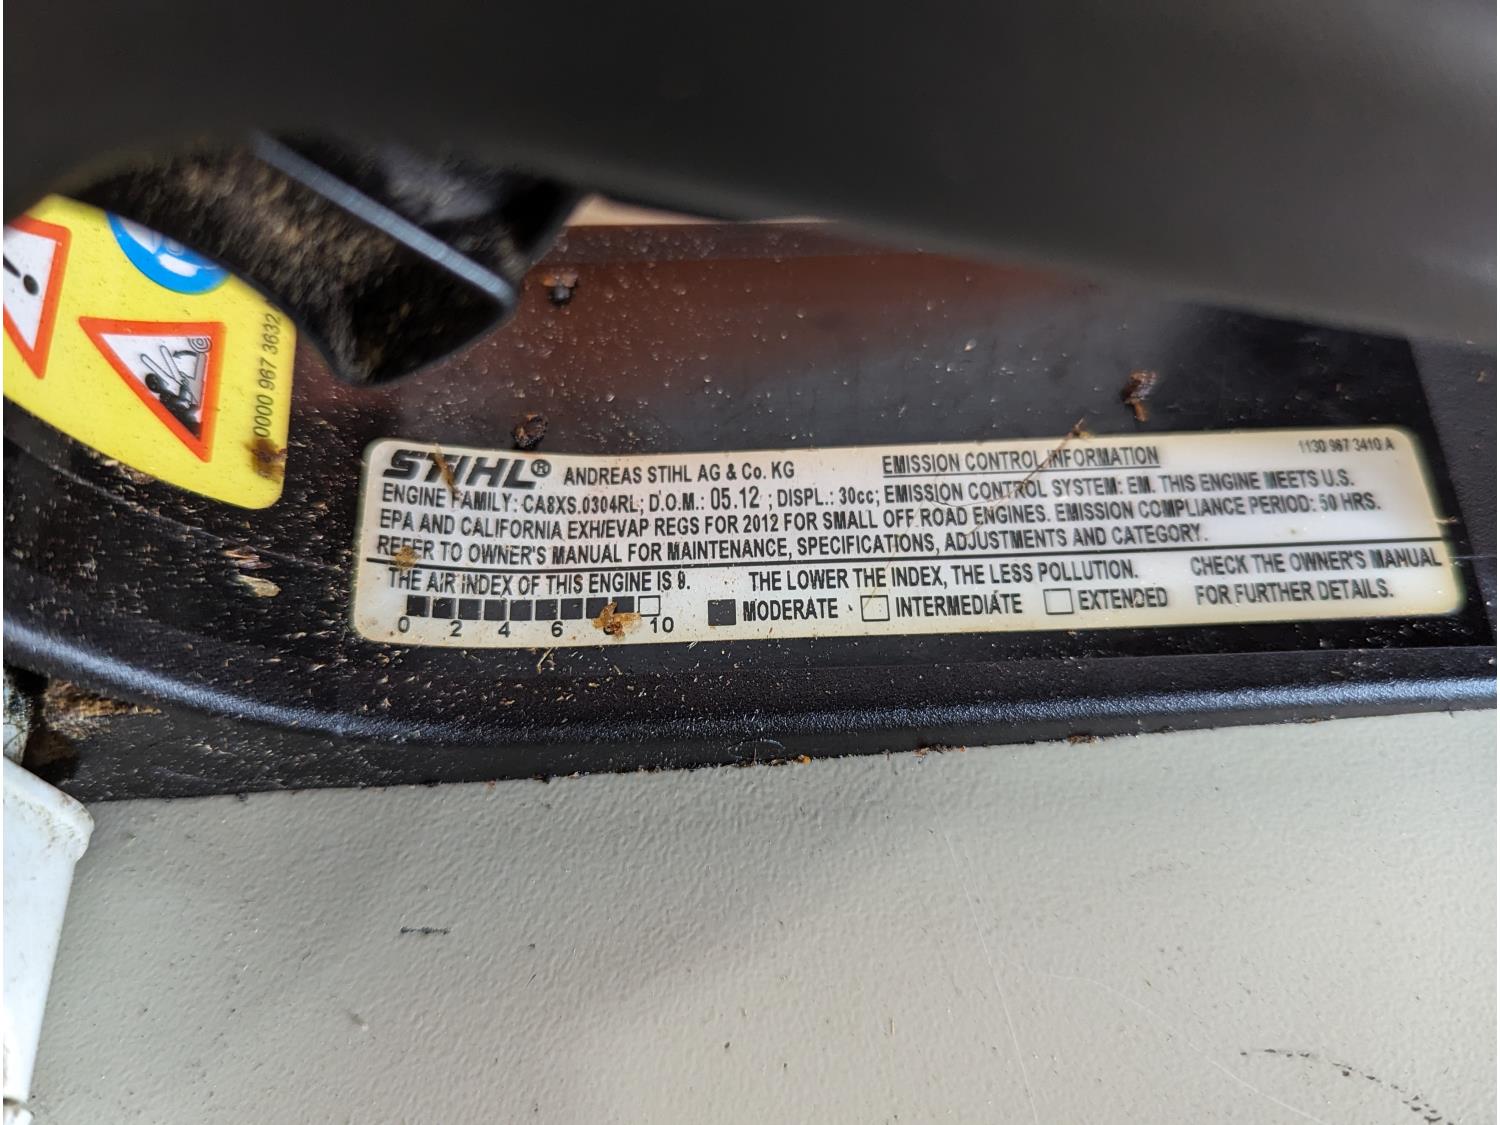 0000 967 3632
STIHL® ANDREAS STIHL AG & Co. KG EMISSION CONTROL INFORMATION 1130 967 3410 A
ENGINE FAMILY: CA8XS.0304RL; D.O.M.: 05.12 ; DISPL.: 30cc; EMISSION CONTROL SYSTEM: EM. THIS ENGINE MEETS U.S.
EPA AND CALIFORNIA EXH/EVAP REGS FOR 2012 FOR SMALL OFF ROAD ENGINES. EMISSION COMPLIANCE PERIOD: 50 HRS.
REFER TO OWNER'S MANUAL FOR MAINTENANCE, SPECIFICATIONS, ADJUSTMENTS AND CATEGORY.
THE AIR INDEX OF THIS ENGINE IS 9. THE LOWER THE INDEX, THE LESS POLLUTION. CHECK THE OWNER'S MANUAL
MODERATE INTERMEDIATE EXTENDED FOR FURTHER DETAILS.
0 2 4 6 8 10